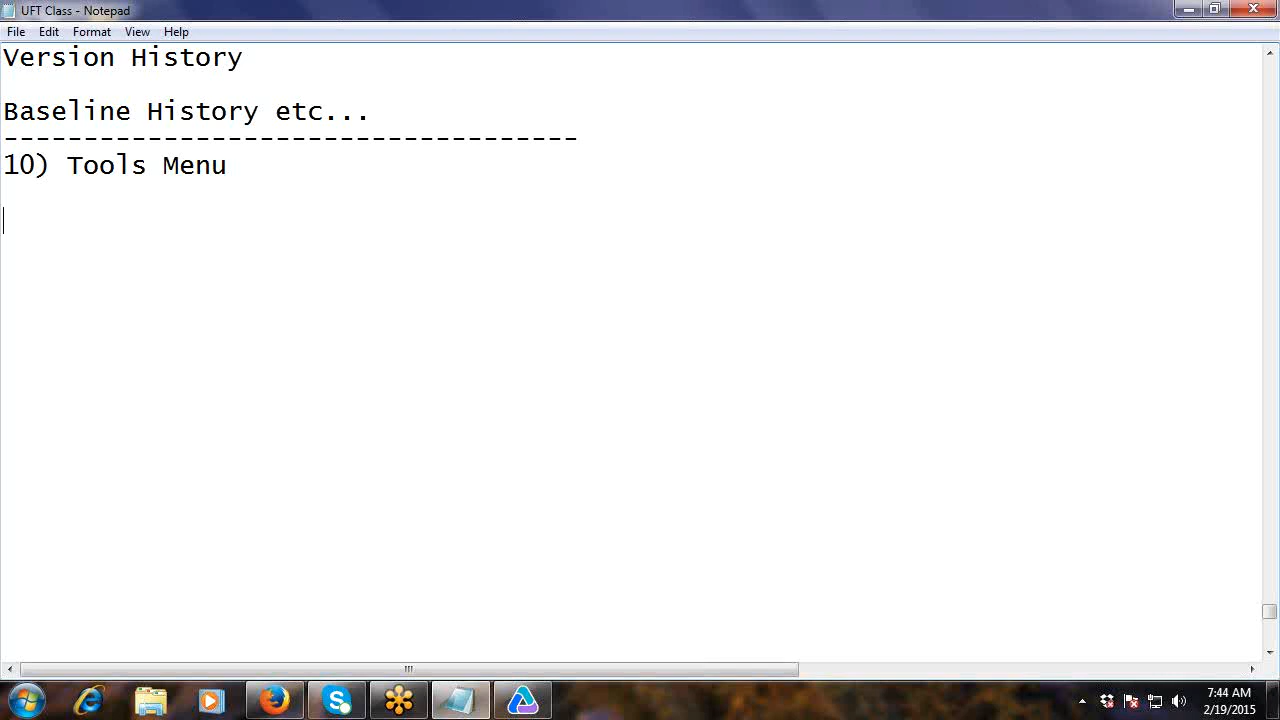 UFT Class - Notepad
File Edit Format View Help
Version History
Baseline History etc...
------------------------------------
10) Tools Menu
7:44 AM
2/19/2015